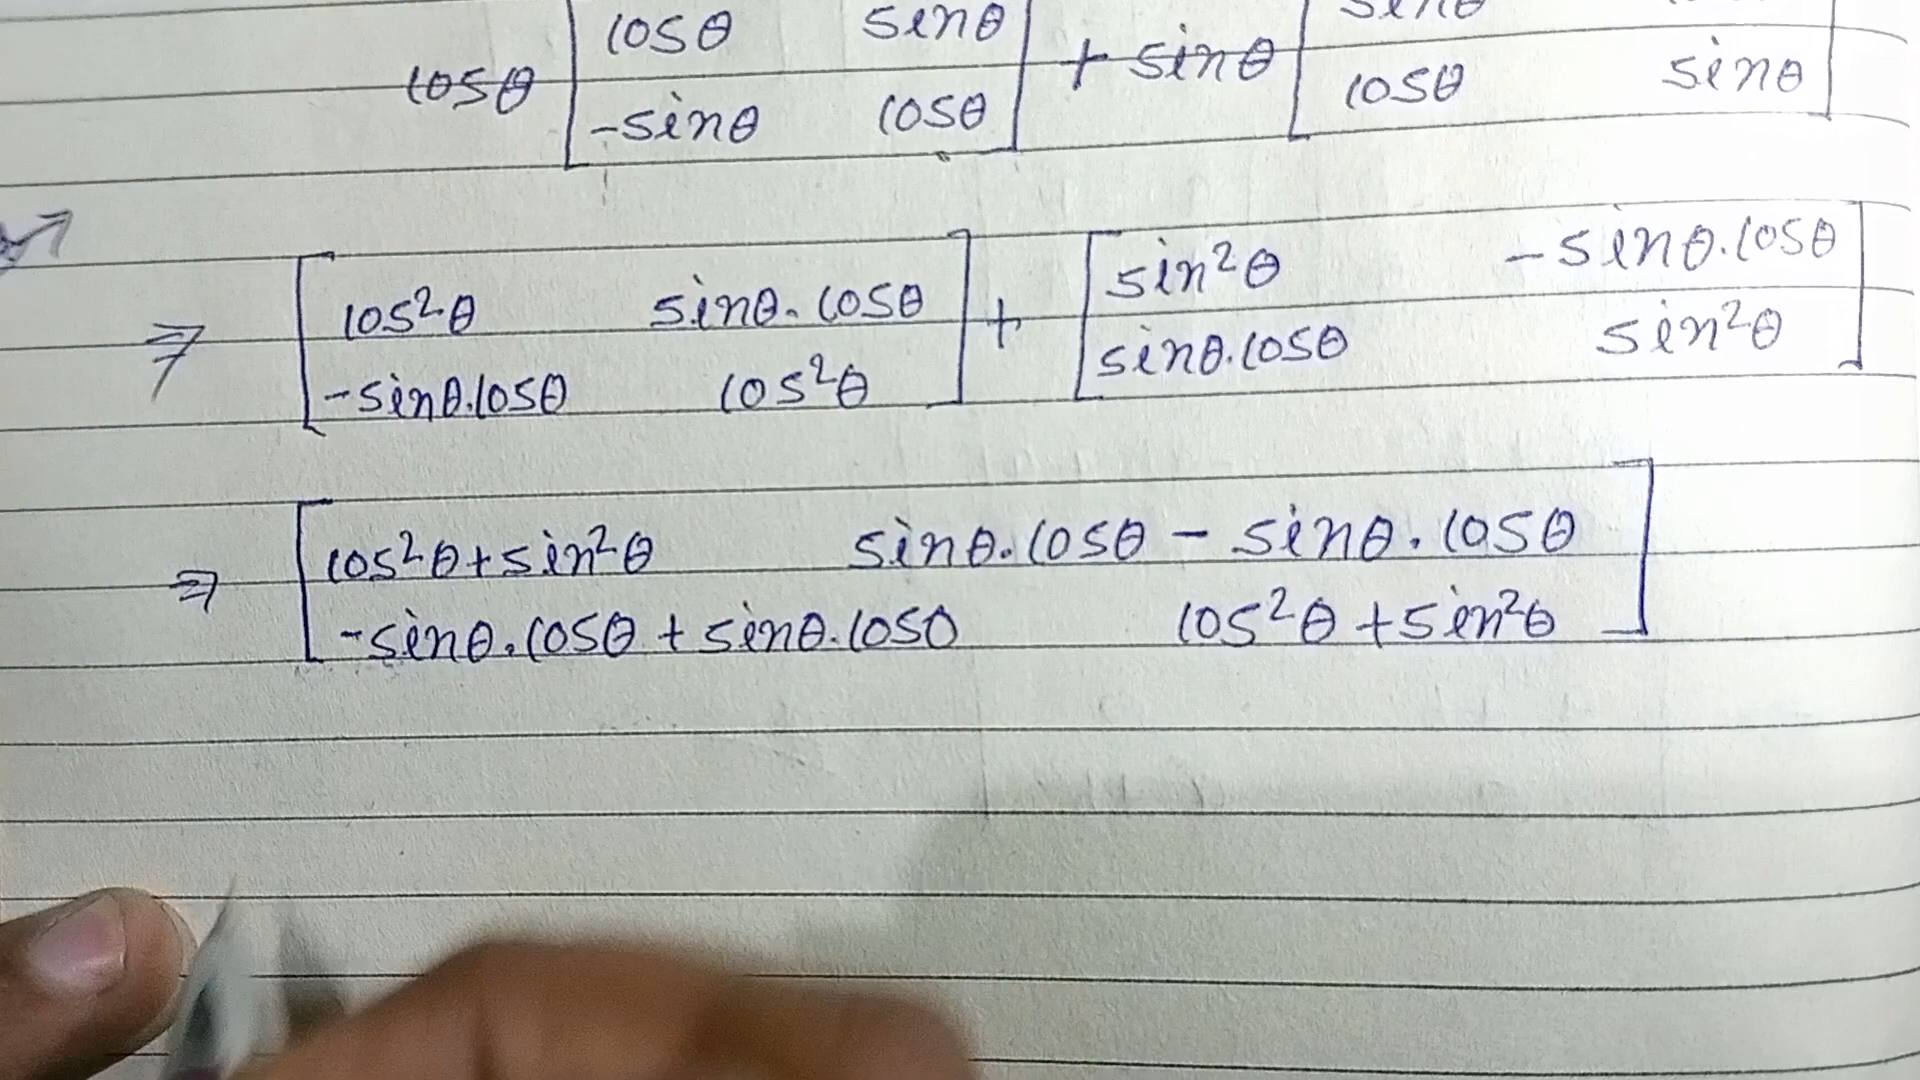 cosθ [ cosθ sinθ ] + sinθ [ sinθ
-sinθ cosθ cosθ sinθ
⇒ [ cos²θ sinθ.cosθ ] + [ sin²θ -sinθ.cosθ ]
-sinθ.cosθ cos²θ sinθ.cosθ sin²θ
⇒ [ cos²θ+sin²θ sinθ.cosθ - sinθ.cosθ ]
-sinθ.cosθ + sinθ.cosθ cos²θ + sin²θ